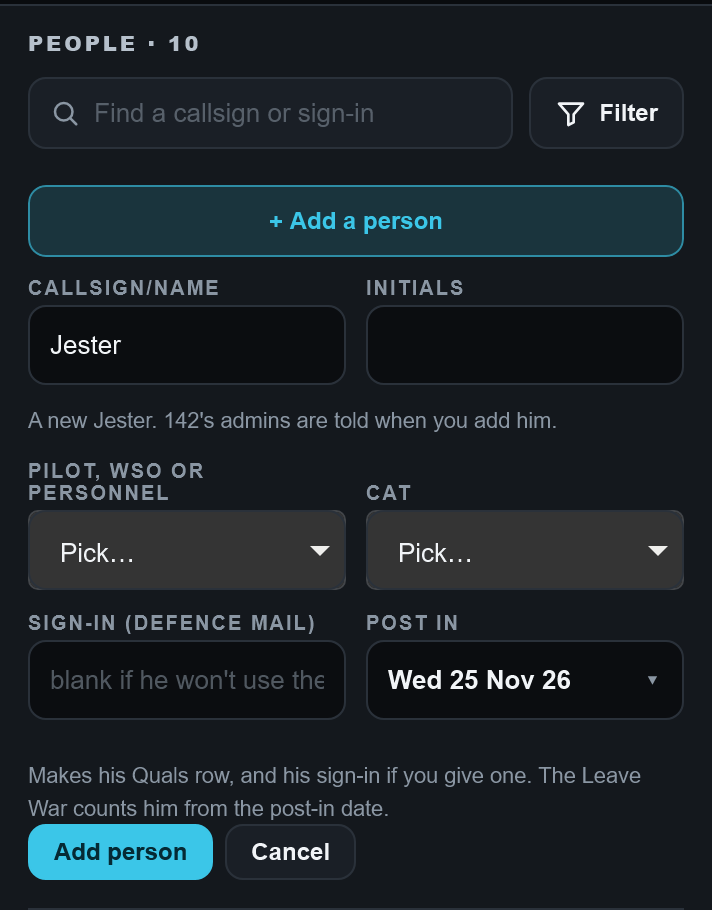 PEOPLE · 10
Find a callsign or sign-in
Filter
+ Add a person
CALLSIGN/NAME
INITIALS
Jester
A new Jester. 142's admins are told when you add him.
PILOT, WSO OR
PERSONNEL
CAT
Pick...
Pick...
SIGN-IN (DEFENCE MAIL)
POST IN
blank if he won't use the
Wed 25 Nov 26
Makes his Quals row, and his sign-in if you give one. The Leave
War counts him from the post-in date.
Add person
Cancel